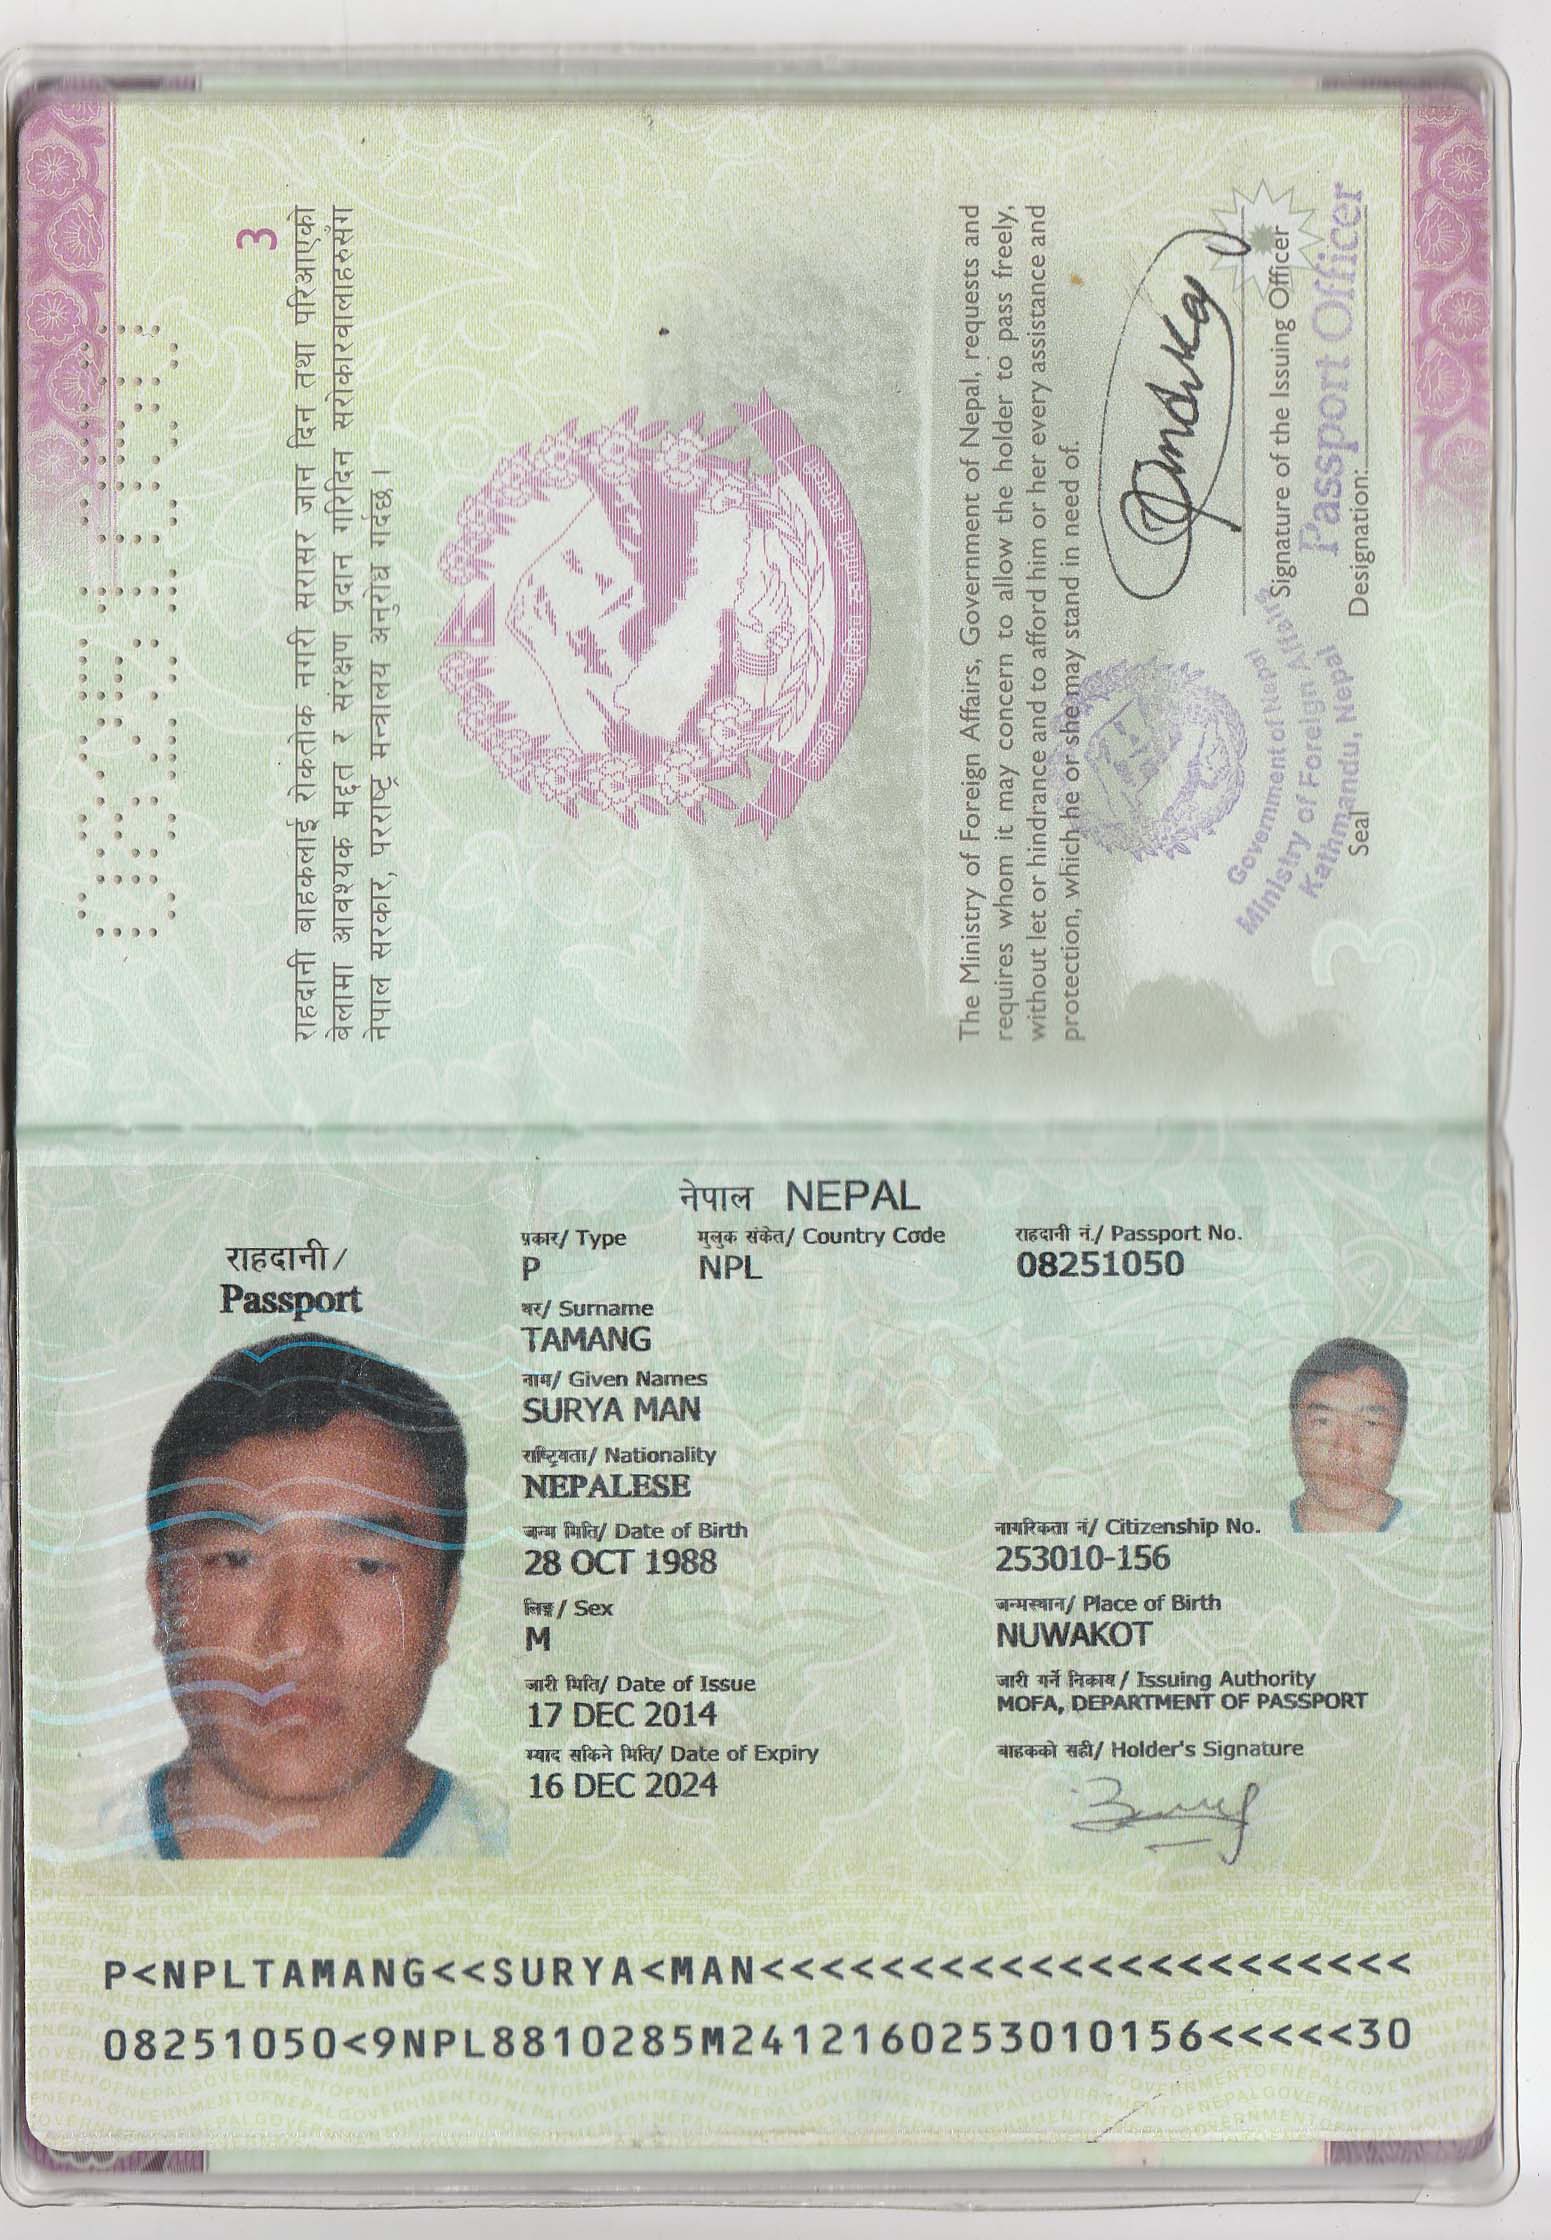 3
राहदानी बाहकलाई रोकतोक नगरी सरासर जान दिन तथा परिआएको
बेलामा आवश्यक मद्दत र संरक्षण प्रदान गरिदिन सरोकारवालाहरुसंग
नेपाल सरकार, परराष्ट्र मन्त्रालय अनुरोध गर्दछ।
The Ministry of Foreign Affairs, Government of Nepal, requests and
requires whom it may concern to allow the holder to pass freely,
without let or hindrance and to afford him or her every assistance and
protection, which he or she may stand in need of.
Signature of the Issuing Officer
Passport Officer
Designation:
Government of Nepal
Ministry of Foreign Affairs
Kathmandu, Nepal
Seal
3
नेपाल NEPAL
राहदानी/
Passport
प्रकार/ Type मुलुक संकेत/ Country Code राहदानी नं./ Passport No.
P NPL 08251050
थर/ Surname
TAMANG
नाम/ Given Names
SURYA MAN
राष्ट्रियता/ Nationality
NEPALESE
जन्म मिति/ Date of Birth नागरिकता नं/ Citizenship No.
28 OCT 1988 253010-156
लिङ्ग/ Sex जन्मस्थान/ Place of Birth
M NUWAKOT
जारी मिति/ Date of Issue जारी गर्ने निकाय/ Issuing Authority
17 DEC 2014 MOFA, DEPARTMENT OF PASSPORT
म्याद सकिने मिति/ Date of Expiry बाहकको सही/ Holder's Signature
16 DEC 2024
P<NPLTAMANG<<SURYA<MAN<<<<<<<<<<<<<<<<<<<<<<
08251050<9NPL8810285M2412160253010156<<<<<30